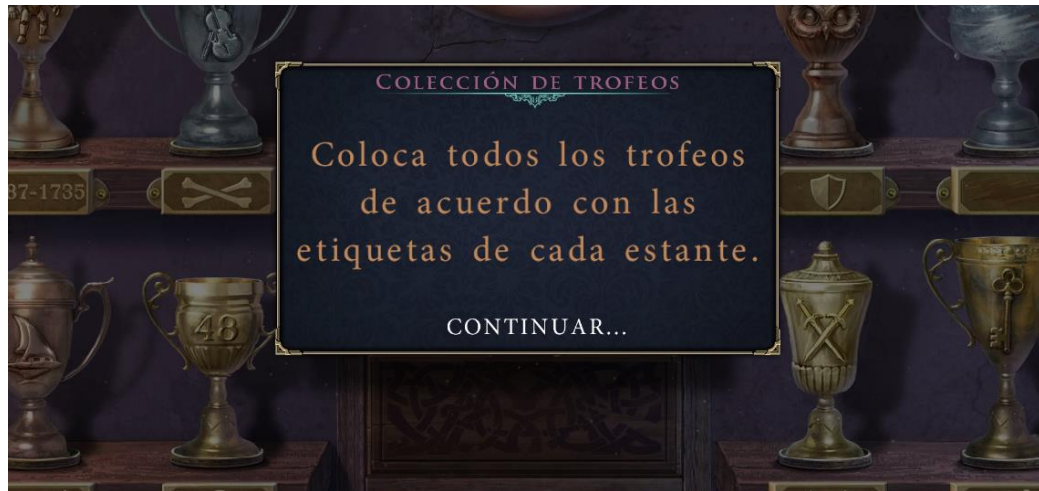 COLECCIÓN DE TROFEOS
Coloca todos los trofeos
de acuerdo con las
etiquetas de cada estante.
37-1735
48
CONTINUAR...